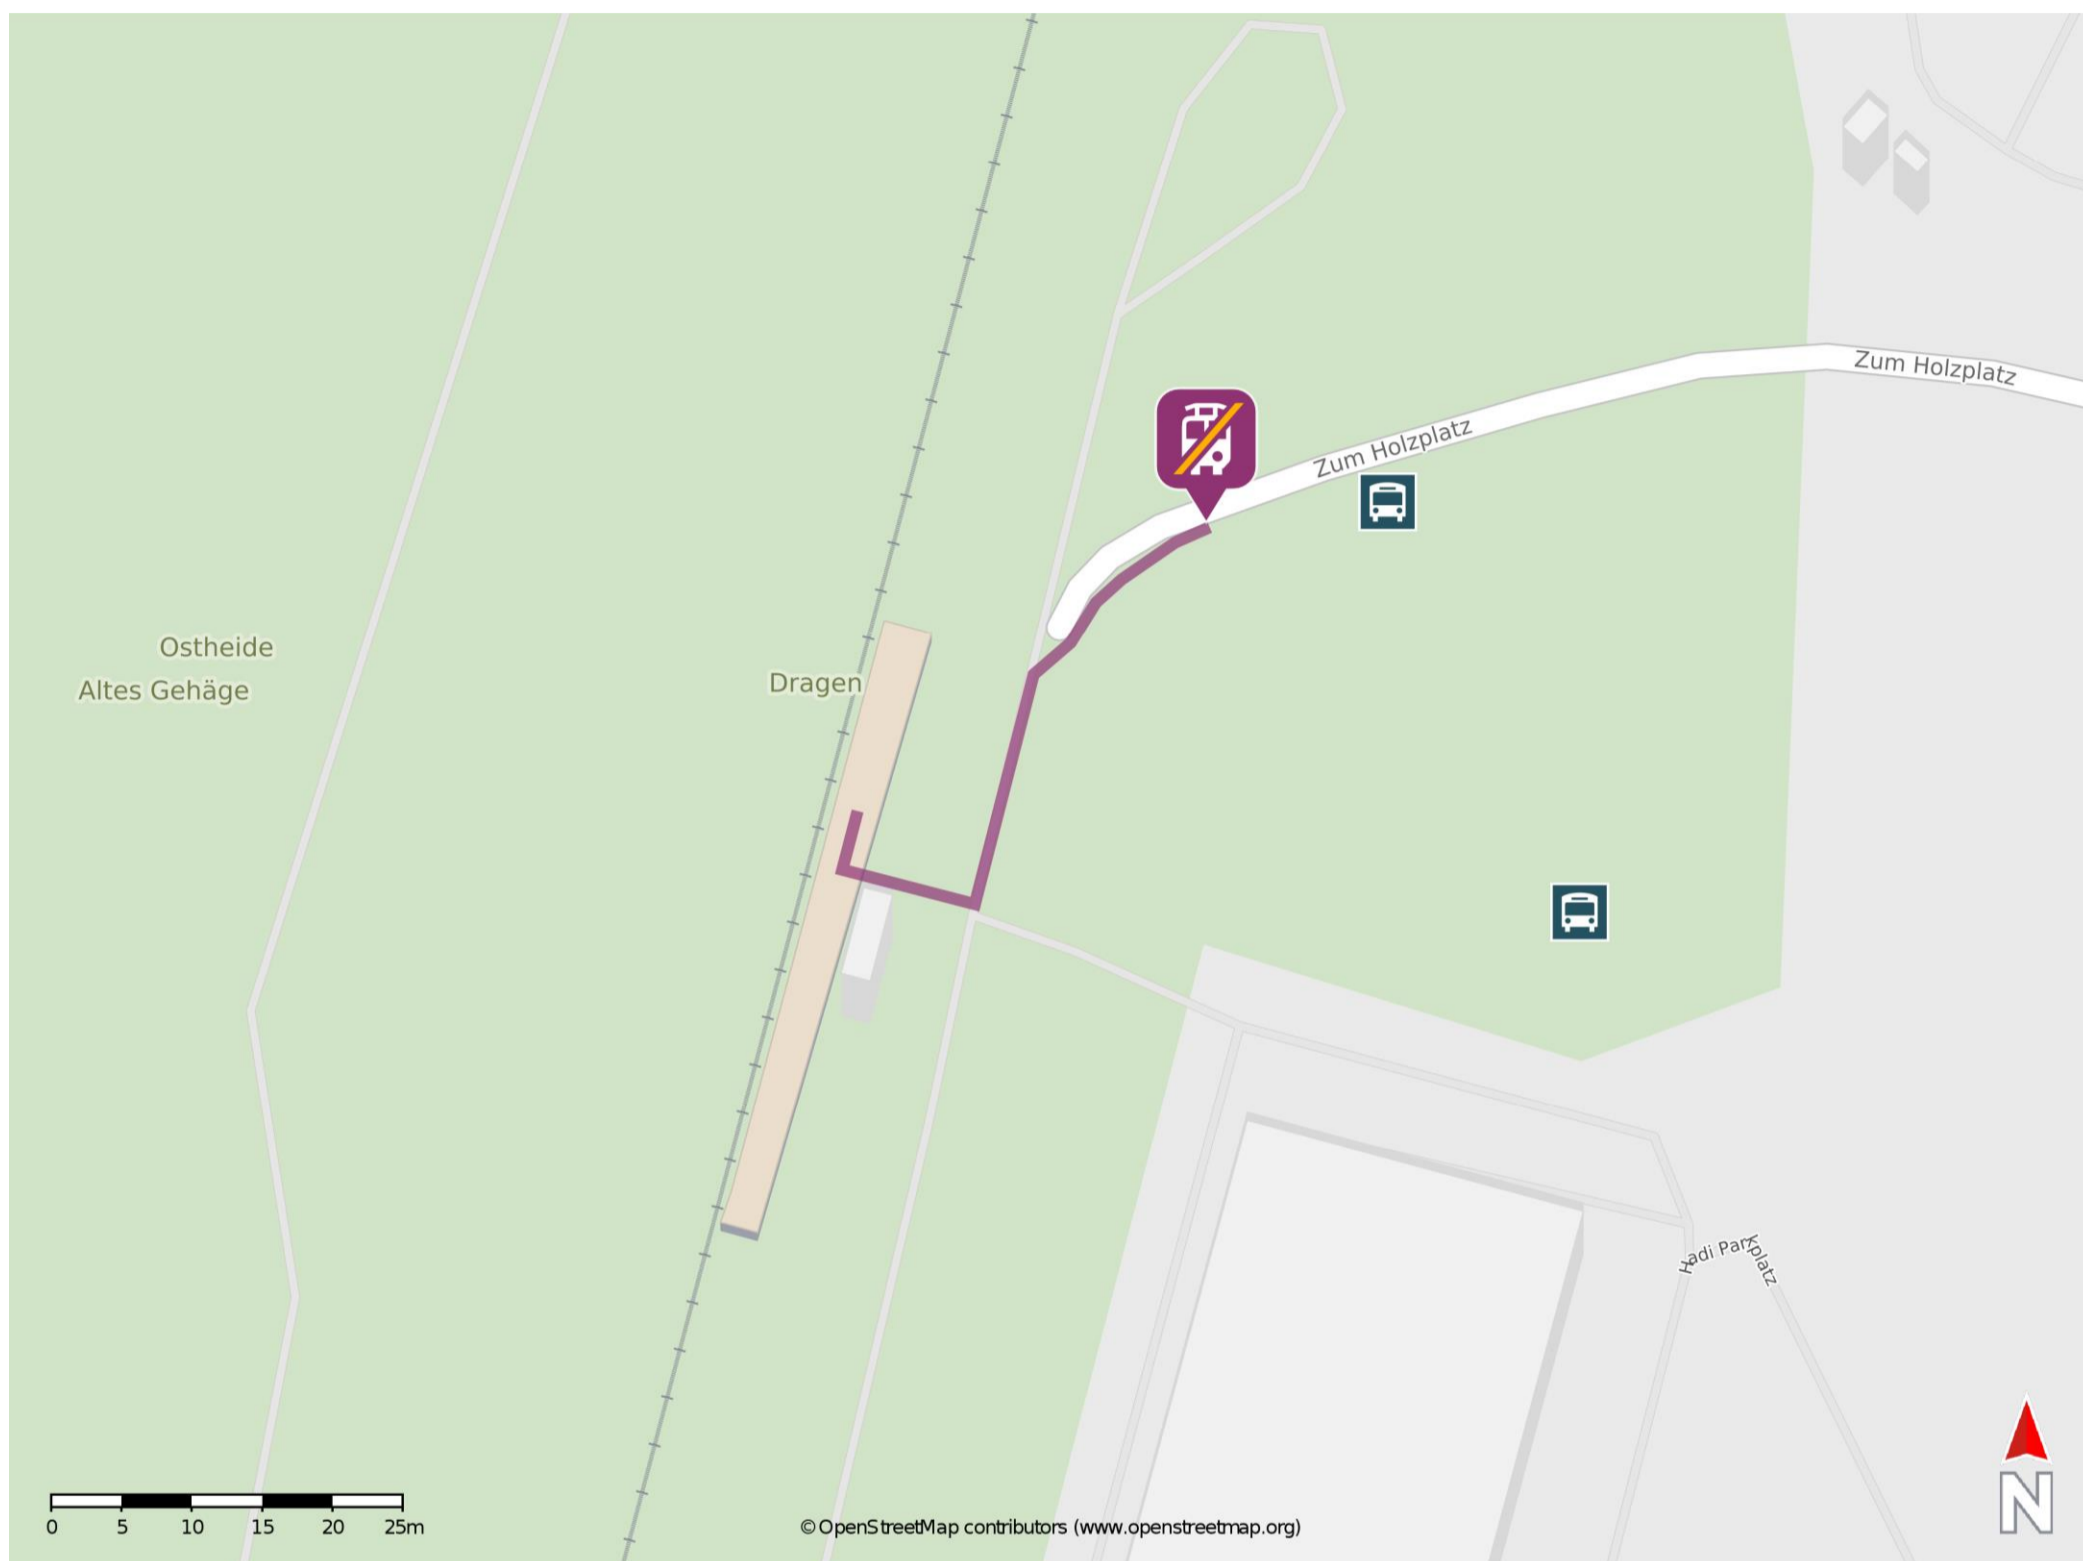 Zum Holzplatz
Zum Holzplatz
Ostheide
Altes Gehäge
Dragen
Hadi Parkplatz
0 5 10 15 20 25m
© OpenStreetMap contributors (www.openstreetmap.org)
N